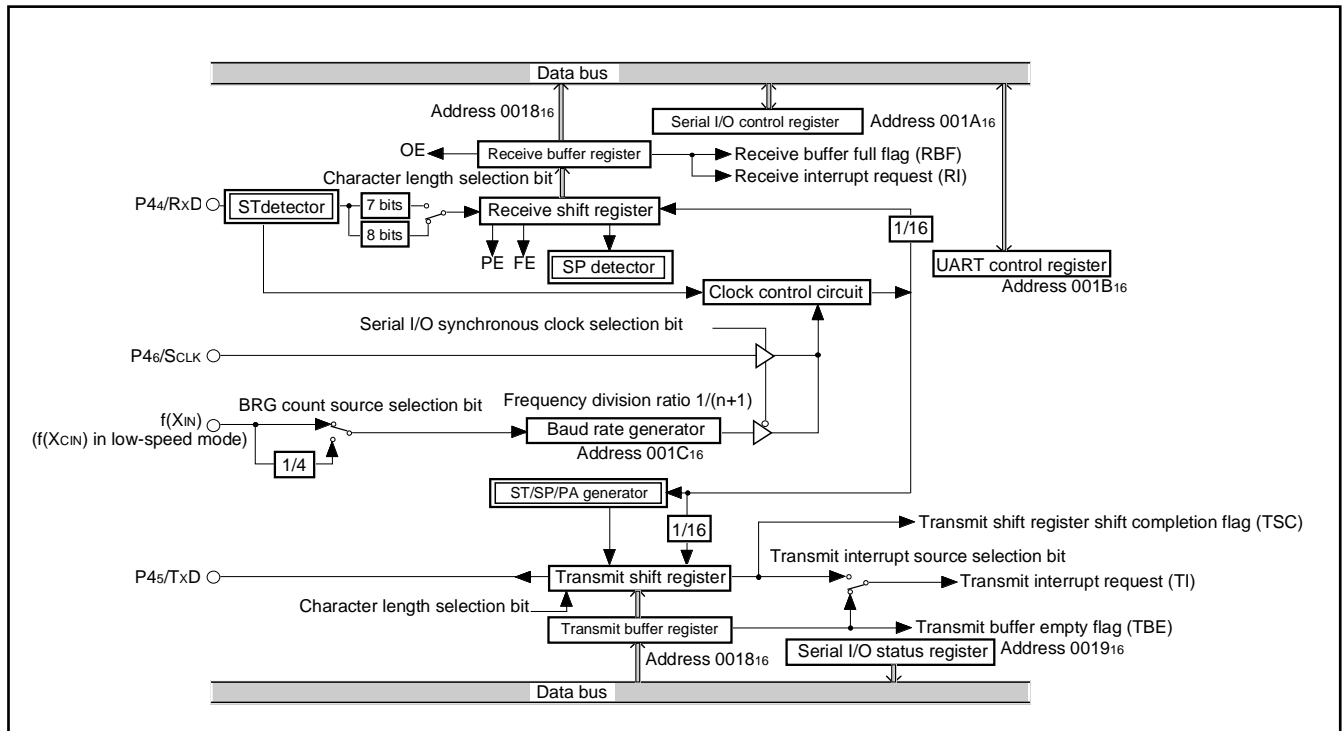 Data bus
Address 0018₁₆
Serial I/O control register
Address 001A₁₆
OE
Receive buffer register
Receive buffer full flag (RBF)
Receive interrupt request (RI)
Character length selection bit
P4₄/RxD
STdetector
7 bits
8 bits
Receive shift register
1/16
PE
FE
SP detector
UART control register
Address 001B₁₆
Clock control circuit
Serial I/O synchronous clock selection bit
P4₆/SCLK
f(XIN)
(f(XCIN) in low-speed mode)
BRG count source selection bit
1/4
Frequency division ratio 1/(n+1)
Baud rate generator
Address 001C₁₆
ST/SP/PA generator
1/16
Transmit shift register shift completion flag (TSC)
Transmit interrupt source selection bit
P4₅/TxD
Transmit shift register
Transmit interrupt request (TI)
Character length selection bit
Transmit buffer register
Transmit buffer empty flag (TBE)
Address 0018₁₆
Serial I/O status register
Address 0019₁₆
Data bus